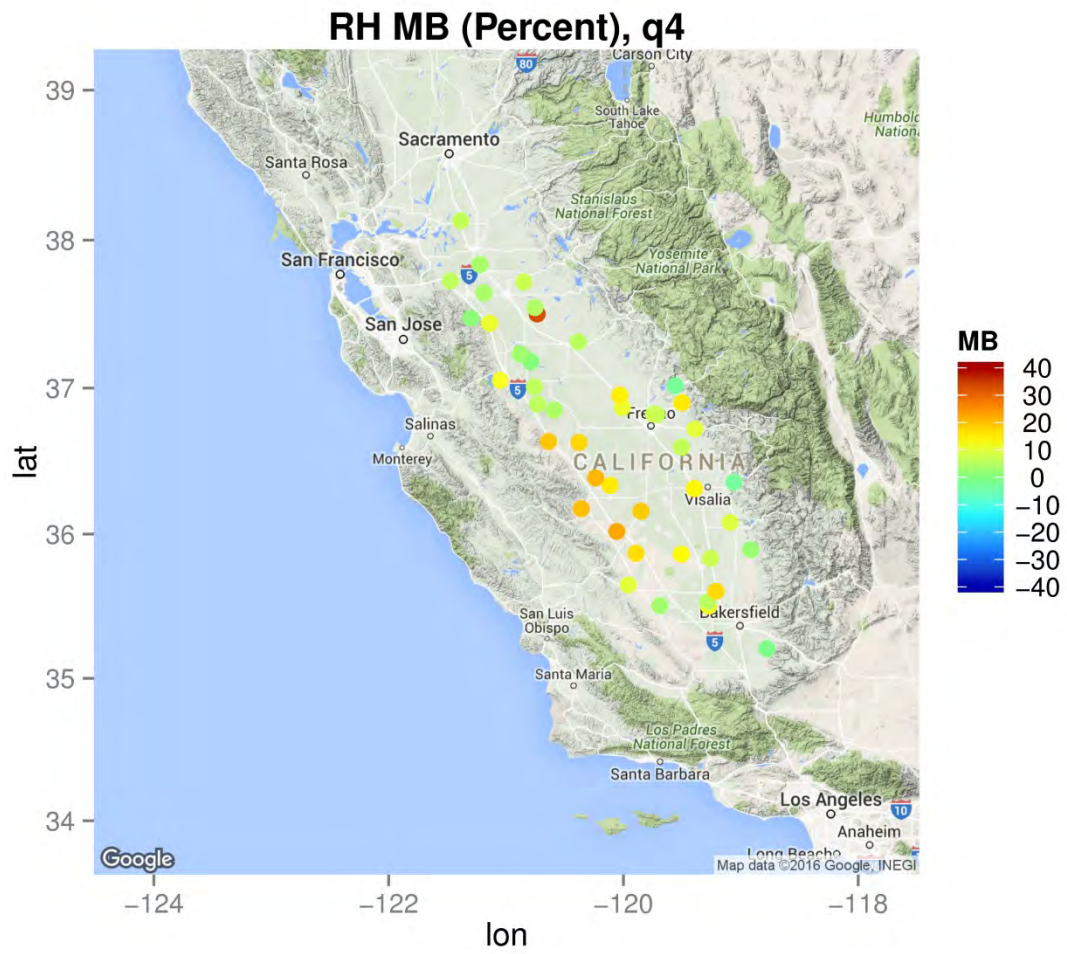 RH MB (Percent), q4
39
38
37
36
35
34
lat
80
Carson City
South Lake
Tahoe
Humbold
Nationa
Sacramento
Santa Rosa
Stanislaus
National Forest
San Francisco
5
Yosemite
National Park
San Jose
5
Salinas
Monterey
Fresno
CALIFORNIA
Visalia
San Luis
Obispo
Bakersfield
5
Santa Maria
Los Padres
National Forest
Santa Barbara
Los Angeles
10
Anaheim
Long Beach
Google
Map data ©2016 Google, INEGI
−124
−122
−120
−118
lon
MB
40
30
20
10
0
−10
−20
−30
−40